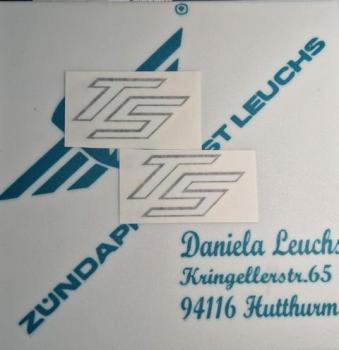 TS
TS
ZÜNDAPP
ST LEUCHS
Daniela Leuchs
Kringellerstr.65
94116 Hutthurm